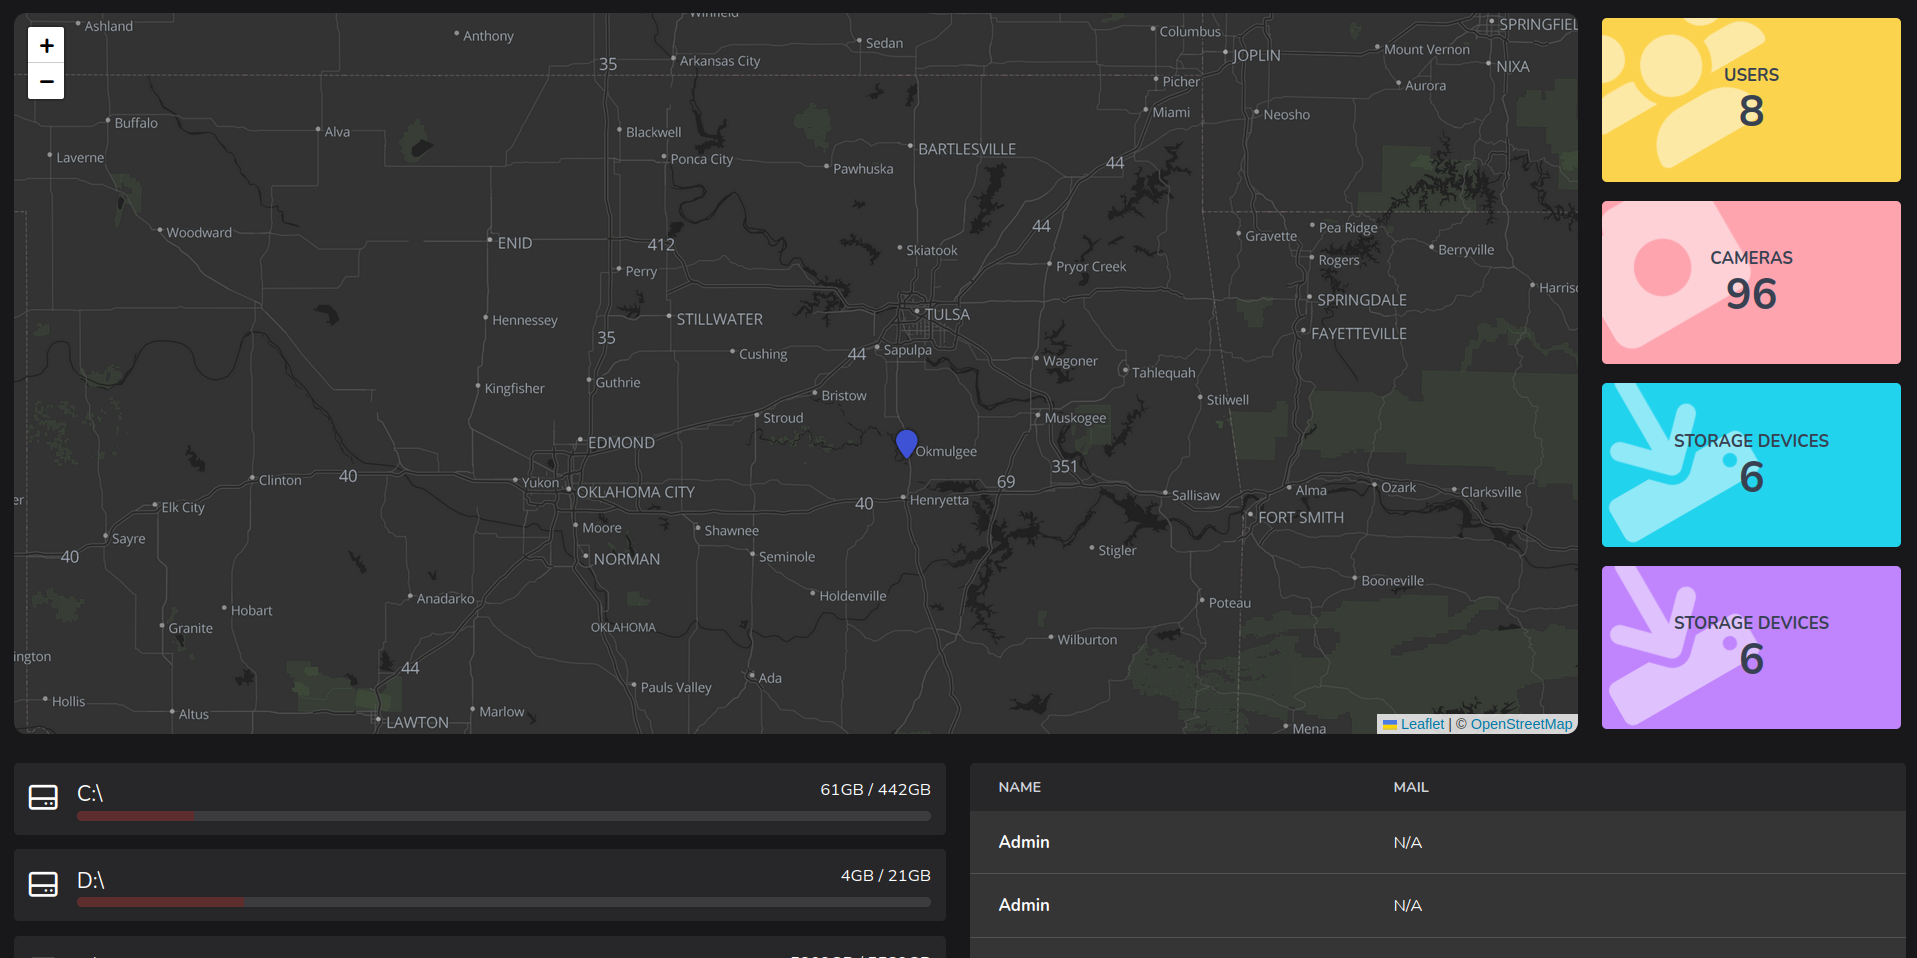 Ashland
Anthony
Sedan
Columbus
SPRINGFIEL
+
−
35
Arkansas City
JOPLIN
Mount Vernon
NIXA
Picher
Aurora
Buffalo
Alva
Blackwell
Miami
Neosho
Laverne
Ponca City
Pawhuska
BARTLESVILLE
44
Woodward
ENID
412
Skiatook
44
Gravette
Pea Ridge
Berryville
Perry
Pryor Creek
Rogers
Harris
Hennessey
STILLWATER
TULSA
SPRINGDALE
35
Cushing
44
Sapulpa
FAYETTEVILLE
Wagoner
Tahlequah
Kingfisher
Guthrie
Bristow
Stilwell
Stroud
Muskogee
EDMOND
Okmulgee
351
Clinton
40
Yukon
OKLAHOMA CITY
69
Sallisaw
Alma
Ozark
Clarksville
er
Elk City
40
Henryetta
FORT SMITH
Sayre
Moore
Shawnee
40
NORMAN
Seminole
Stigler
Booneville
Anadarko
Holdenville
Poteau
Hobart
Granite
OKLAHOMA
Wilburton
ington
44
Ada
Pauls Valley
Hollis
Altus
Marlow
LAWTON
Mena
Leaflet | © OpenStreetMap
USERS
8
CAMERAS
96
STORAGE DEVICES
6
STORAGE DEVICES
6
C:\
61GB / 442GB
D:\
4GB / 21GB
NAME MAIL
Admin N/A
Admin N/A